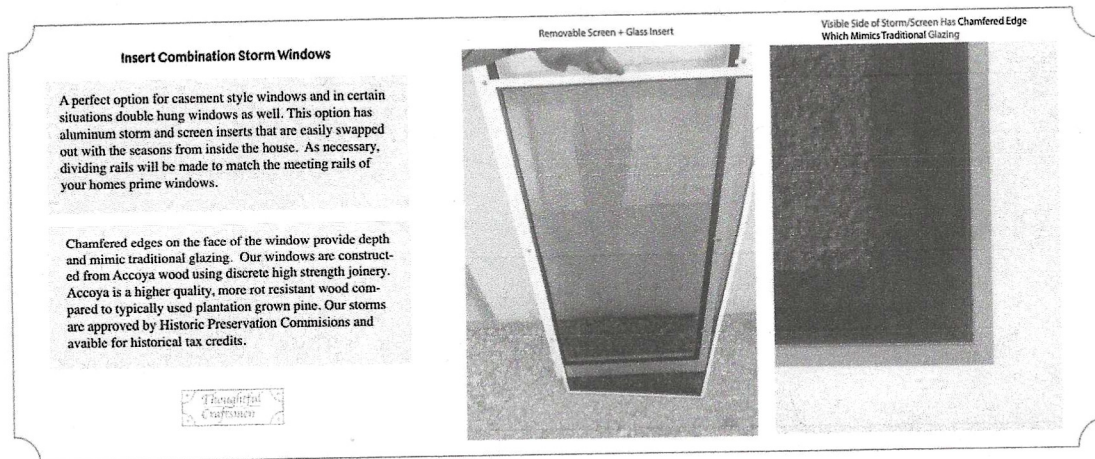 Insert Combination Storm Windows
A perfect option for casement style windows and in certain
situations double hung windows as well. This option has
aluminum storm and screen inserts that are easily swapped
out with the seasons from inside the house. As necessary,
dividing rails will be made to match the meeting rails of
your homes prime windows.
Chamfered edges on the face of the window provide depth
and mimic traditional glazing. Our windows are construct-
ed from Accoya wood using discrete high strength joinery.
Accoya is a higher quality, more rot resistant wood com-
pared to typically used plantation grown pine. Our storms
are approved by Historic Preservation Commisions and
avaible for historical tax credits.
Thoughtful
Craftsmen
Removable Screen + Glass Insert
Visible Side of Storm/Screen Has Chamfered Edge
Which Mimics Traditional Glazing